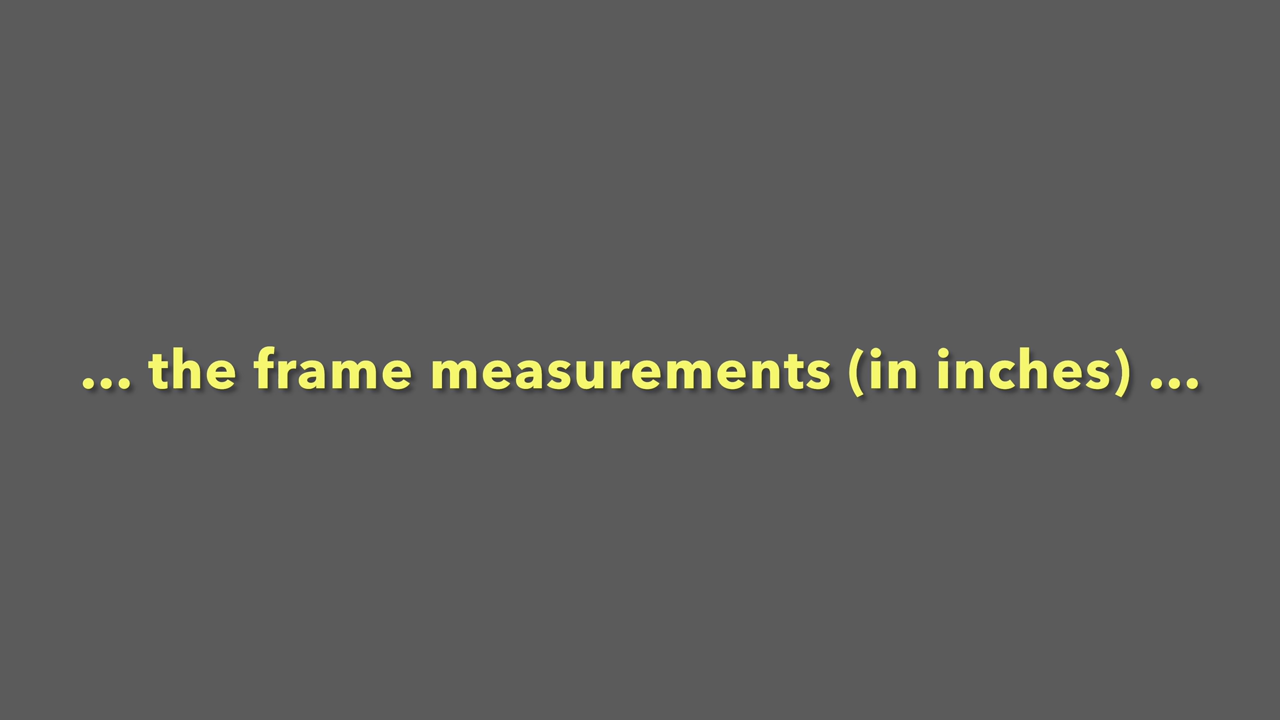 ... the frame measurements (in inches) ...